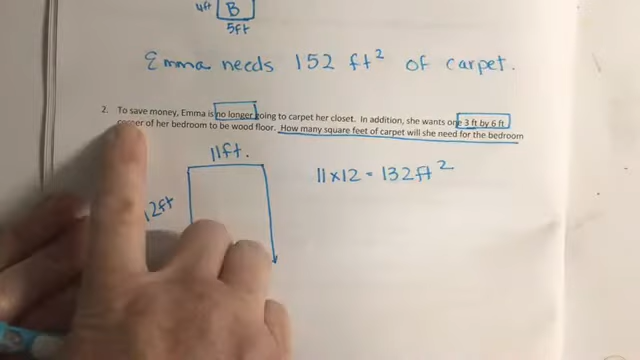 4ft B
5ft
Emma needs 152 ft² of carpet.
2. To save money, Emma is no longer going to carpet her closet. In addition, she wants one 3 ft by 6 ft
corner of her bedroom to be wood floor. How many square feet of carpet will she need for the bedroom
11ft.
11 x 12 = 132 ft²
12ft